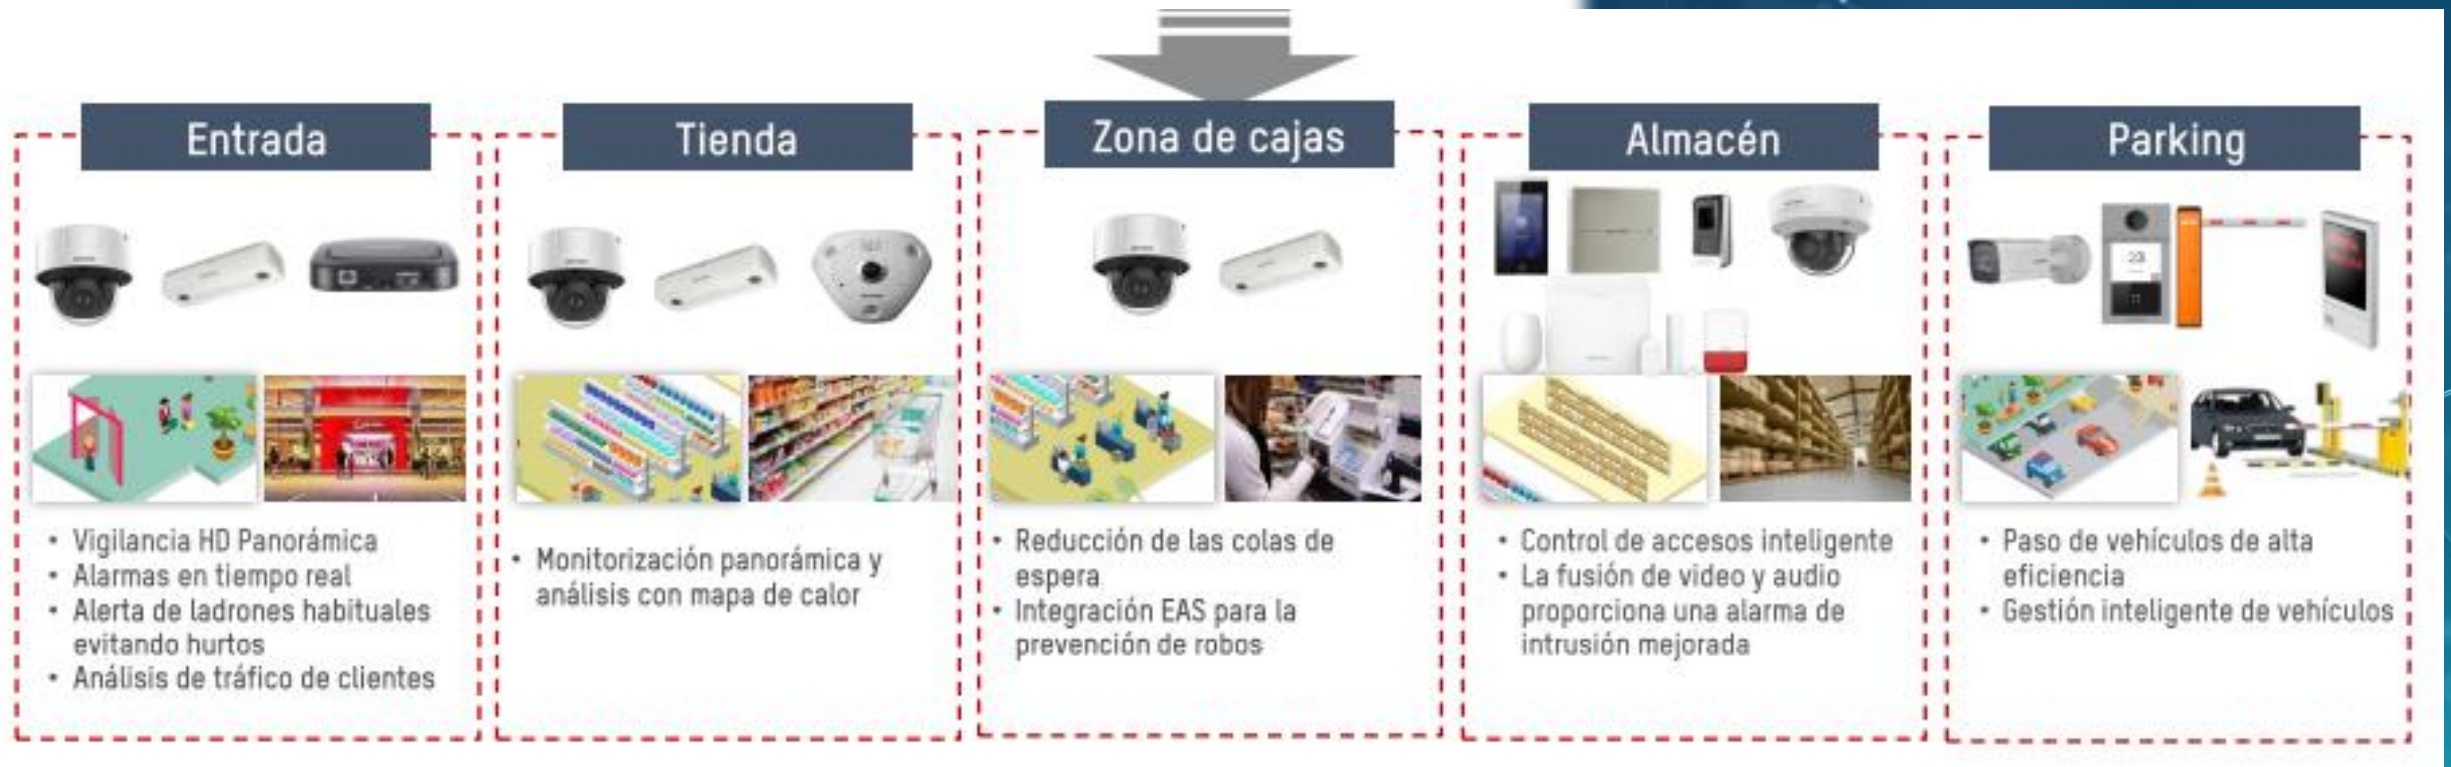 Entrada
Vigilancia HD Panorámica
Alarmas en tiempo real
Alerta de ladrones habituales
evitando hurtos
Análisis de tráfico de clientes
Tienda
Monitorización panorámica y
análisis con mapa de calor
Zona de cajas
Reducción de las colas de
espera
Integración EAS para la
prevención de robos
Almacén
Control de accesos inteligente
La fusión de video y audio
proporciona una alarma de
intrusión mejorada
Parking
Paso de vehículos de alta
eficiencia
Gestión inteligente de vehículos